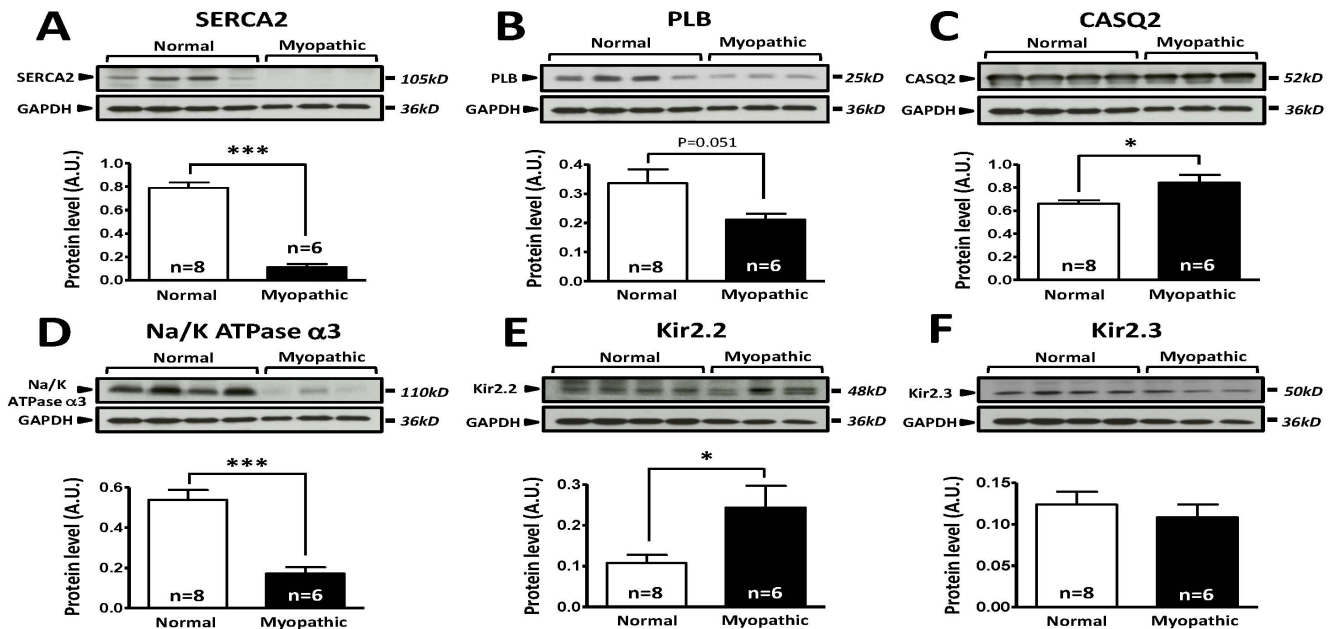 A SERCA2
Normal Myopathic
SERCA2 105kD
GAPDH 36kD
***
Protein level (A.U.)
1.0
0.8
0.6
0.4
0.2
0.0
n=8
n=6
Normal Myopathic
B PLB
Normal Myopathic
PLB 25kD
GAPDH 36kD
P=0.051
Protein level (A.U.)
0.4
0.3
0.2
0.1
0.0
n=8
n=6
Normal Myopathic
C CASQ2
Normal Myopathic
CASQ2 52kD
GAPDH 36kD
*
Protein level (A.U.)
1.0
0.8
0.6
0.4
0.2
0.0
n=8
n=6
Normal Myopathic
D Na/K ATPase α3
Normal Myopathic
Na/K
ATPase α3 110kD
GAPDH 36kD
***
Protein level (A.U.)
0.6
0.4
0.2
0.0
n=8
n=6
Normal Myopathic
E Kir2.2
Normal Myopathic
Kir2.2 48kD
GAPDH 36kD
*
Protein level (A.U.)
0.3
0.2
0.1
0.0
n=8
n=6
Normal Myopathic
F Kir2.3
Normal Myopathic
Kir2.3 50kD
GAPDH 36kD
Protein level (A.U.)
0.15
0.10
0.05
0.00
n=8
n=6
Normal Myopathic